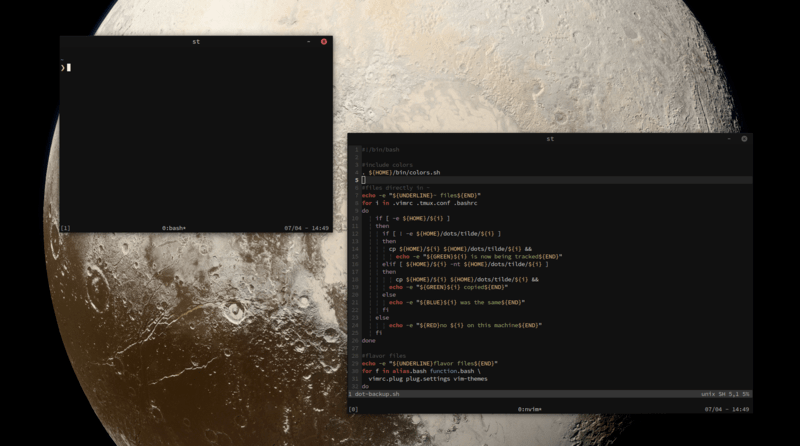 st
~
❯
[1] 0:bash* 07/04 - 14:49
st
1 #!/bin/bash
2
3 #include colors
4 . ${HOME}/bin/colors.sh
5
6 #files directly in ~
7 echo -e "${UNDERLINE}~ files${END}"
8 for i in .vimrc .tmux.conf .bashrc
9 do
10 if [ -e ${HOME}/${i} ]
11 then
12 if [ ! -e ${HOME}/dots/tilde/${i} ]
13 then
14 cp ${HOME}/${i} ${HOME}/dots/tilde/${i} &&
15 echo -e "${GREEN}${i} is now being tracked${END}"
16 elif [ ${HOME}/${i} -nt ${HOME}/dots/tilde/${i} ]
17 then
18 cp ${HOME}/${i} ${HOME}/dots/tilde/${i} &&
19 echo -e "${GREEN}${i} copied${END}"
20 else
21 echo -e "${BLUE}${i} was the same${END}"
22 fi
23 else
24 echo -e "${RED}no ${i} on this machine${END}"
25 fi
26 done
27
28 #flavor files
29 echo -e "${UNDERLINE}flavor files${END}"
30 for f in alias.bash function.bash \
31 vimrc.plug plug.settings vim-themes
32 do
1 dot-backup.sh unix SH 5,1 5%
[0] 0:nvim* 07/04 - 14:49